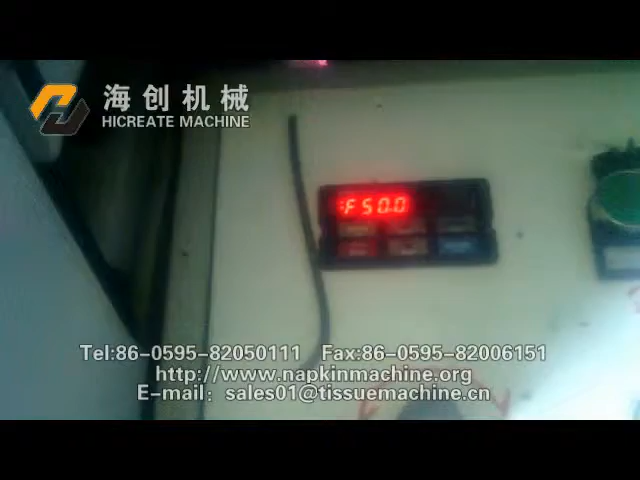 海创机械
HICREATE MACHINE
F50.0
Tel:86-0595-82050111 Fax:86-0595-82006151
http://www.napkinmachine.org
E-mail: sales01@tissuemachine.cn